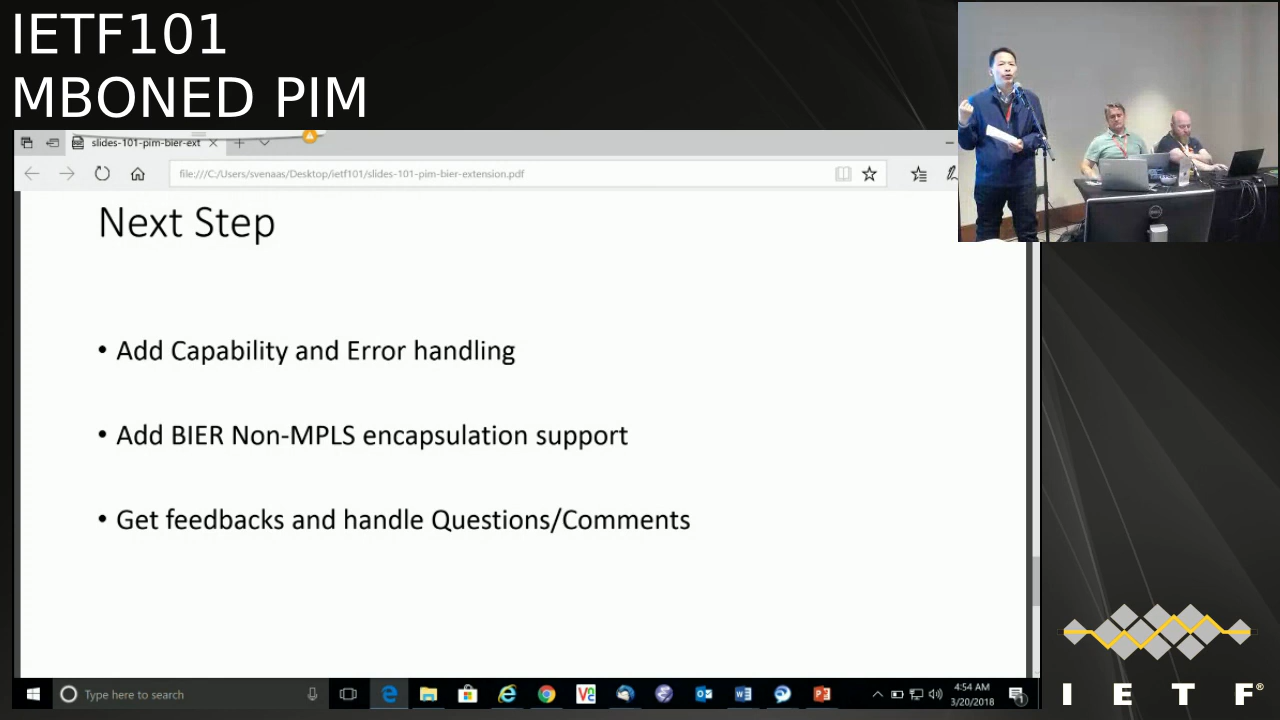 IETF101
MBONED PIM
slides-101-pim-bier-ext
file:///C:/Users/svenaas/Desktop/ietf101/slides-101-pim-bier-extension.pdf
Next Step
• Add Capability and Error handling
• Add BIER Non-MPLS encapsulation support
• Get feedbacks and handle Questions/Comments
Type here to search
4:54 AM
3/20/2018
I E T F®